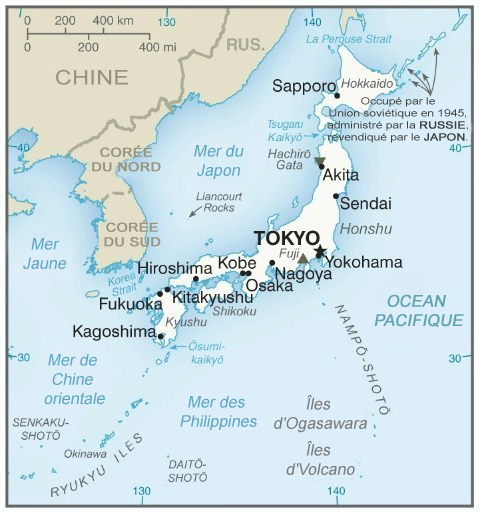 130
140
0
200
400 km
0
200
400 mi
RUS.
La Perouse Strait
CHINE
Sapporo
Hokkaido
Occupé par le
Union soviétique en 1945,
administré par la RUSSIE,
revendiqué par le JAPON.
Tsugaru
Kaikyō
40
40
CORÉE
DU NORD
Mer du
Japon
Hachirō
Gata
Akita
Liancourt
Rocks
Sendai
CORÉE
DU SUD
Honshu
Mer
Jaune
TOKYO
Fuji
Yokohama
Korea
Strait
Hiroshima
Kobe
Nagoya
Osaka
Fukuoka
Kitakyushu
Shikoku
OCEAN
PACIFIQUE
Kyushu
Kagoshima
NAMPŌ-SHOTŌ
Ōsumi-
kaikyō
30
30
Mer de
Chine
orientale
Mer des
Philippines
Îles
d'Ogasawara
SENKAKU-
SHOTŌ
Okinawa
RYUKYU ILES
DAITŌ-
SHOTŌ
Îles
d'Volcano
130
140